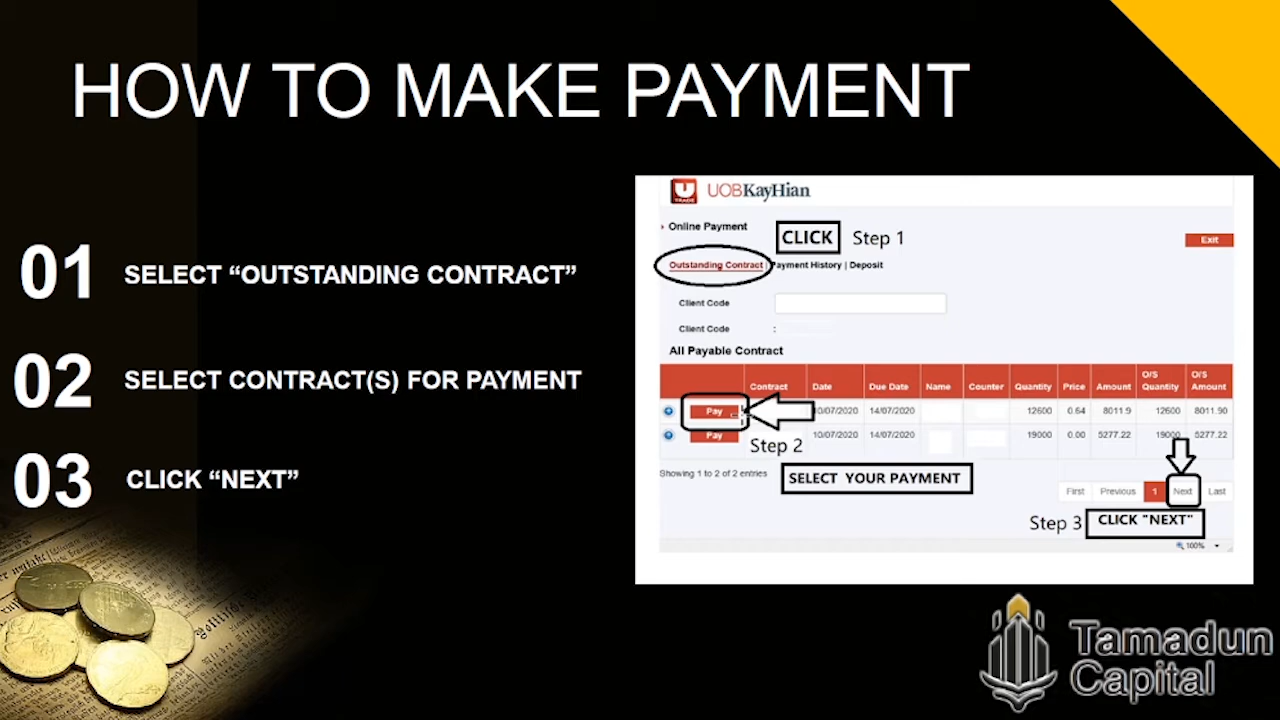 HOW TO MAKE PAYMENT
01 SELECT “OUTSTANDING CONTRACT”
02 SELECT CONTRACT(S) FOR PAYMENT
03 CLICK “NEXT”
U TRADE UOBKayHian
Online Payment
CLICK Step 1
Exit
Outstanding Contract | Payment History | Deposit
Client Code
Client Code :
All Payable Contract
Contract Date Due Date Name Counter Quantity Price Amount O/S Quantity O/S Amount
Pay 10/07/2020 14/07/2020 12600 0.64 8011.9 12600 8011.90
Pay 10/07/2020 14/07/2020 19000 0.00 5277.22 19000 5277.22
Step 2
Showing 1 to 2 of 2 entries
SELECT YOUR PAYMENT
First Previous 1 Next Last
Step 3 CLICK "NEXT"
100%
Tamadun
Capital